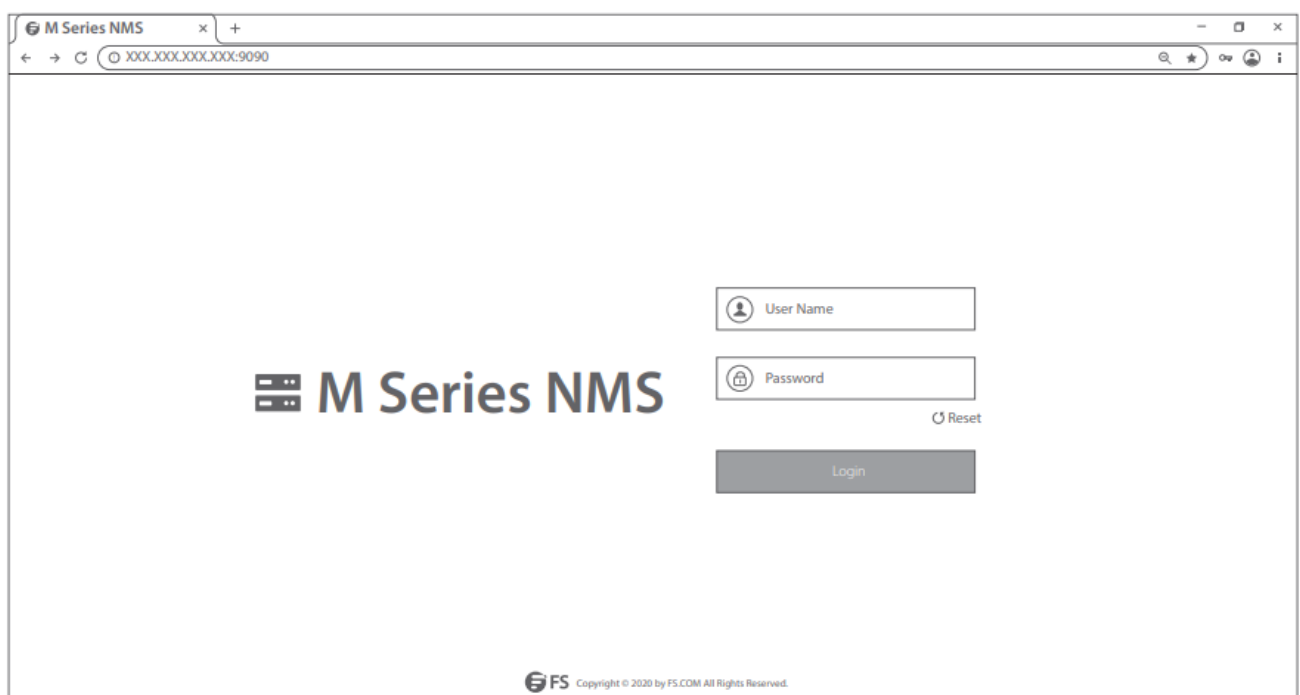 M Series NMS
XXX.XXX.XXX.XXX:9090
User Name
M Series NMS
Password
Reset
Login
FS Copyright © 2020 by FS.COM All Rights Reserved.